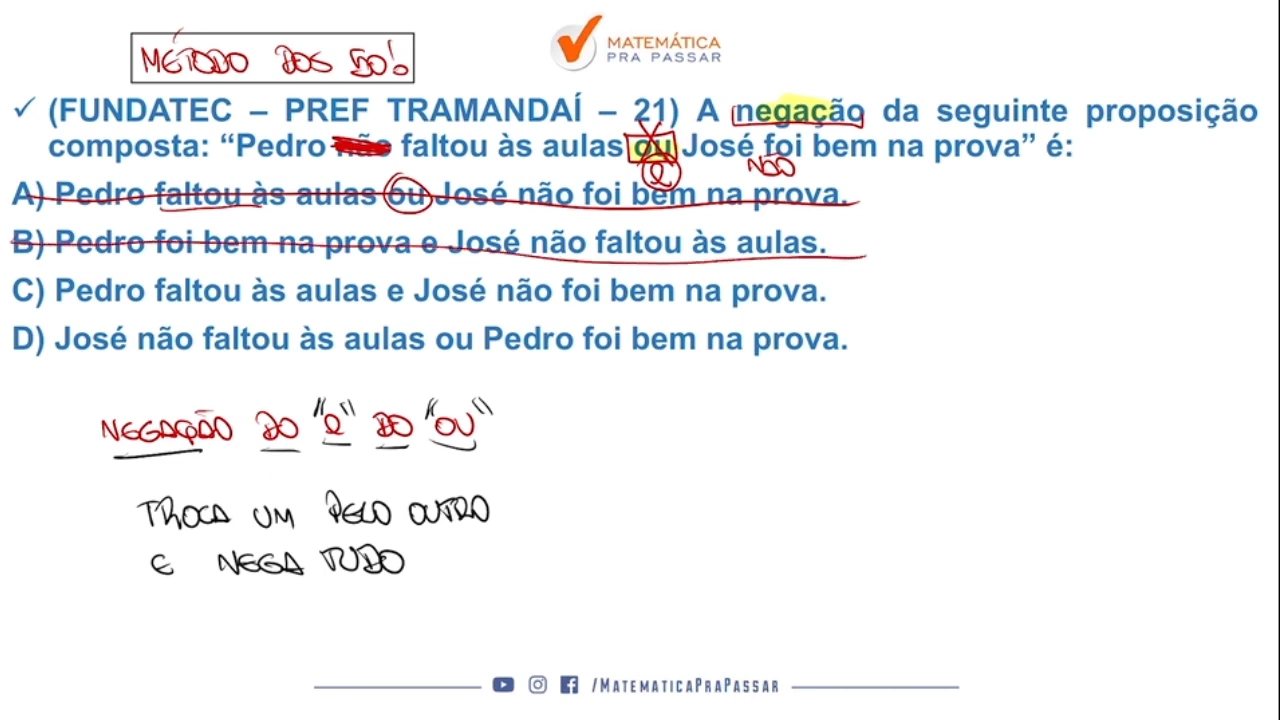 MÉTODO DOS 50!
MATEMÁTICA
PRA PASSAR
✓ (FUNDATEC – PREF TRAMANDAÍ – 21) A negação da seguinte proposição
composta: “Pedro não faltou às aulas ou José foi bem na prova” é:
e NÃO
A) Pedro faltou às aulas ou José não foi bem na prova.
B) Pedro foi bem na prova e José não faltou às aulas.
C) Pedro faltou às aulas e José não foi bem na prova.
D) José não faltou às aulas ou Pedro foi bem na prova.
NEGAÇÃO DO "e" DO "OU"
TROCA UM PELO OUTRO
E NEGA TUDO
/MATEMATICAPRAPASSAR